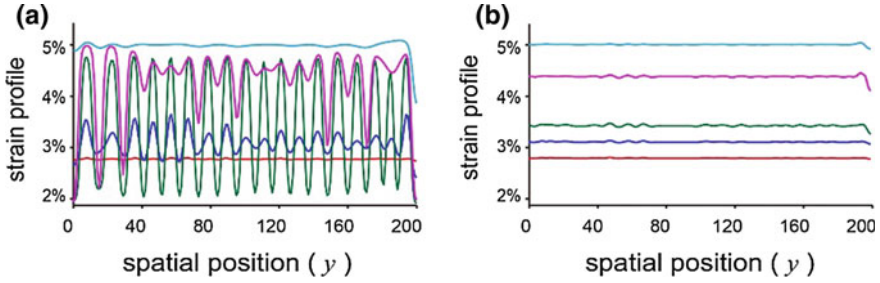 (a)
strain profile
5%
4%
3%
2%
0 40 80 120 160 200
spatial position ( y )
(b)
strain profile
5%
4%
3%
2%
0 40 80 120 160 200
spatial position ( y )